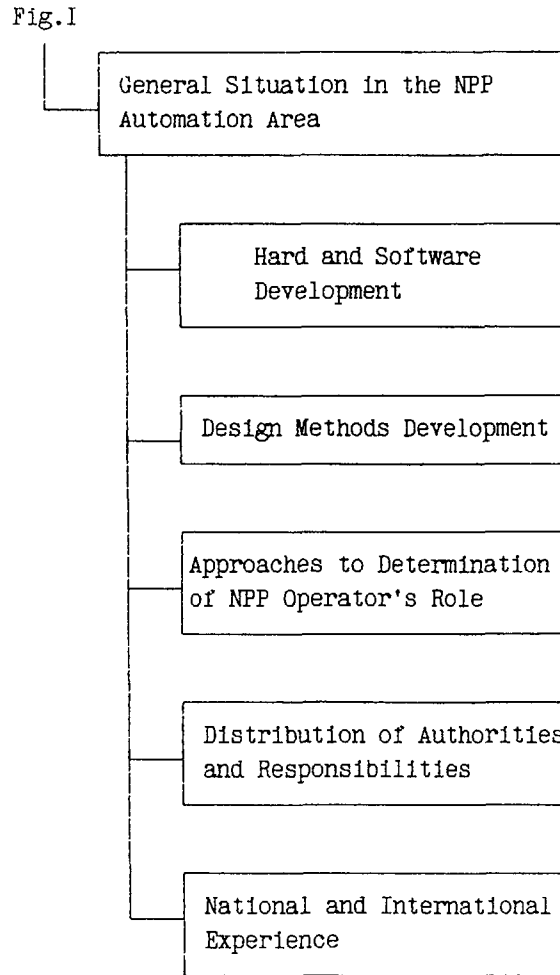 Fig.I
General Situation in the NPP
Automation Area
Hard and Software
Development
Design Methods Development
Approaches to Determination
of NPP Operator's Role
Distribution of Authorities
and Responsibilities
National and International
Experience